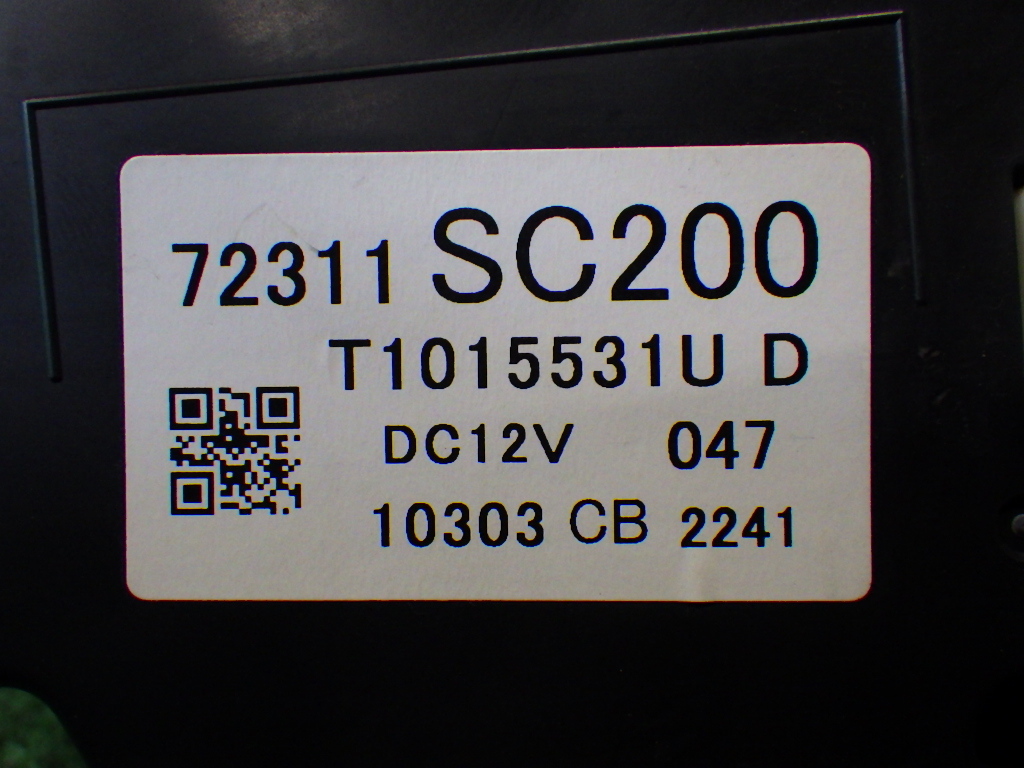 72311 SC200
T1015531U D
DC12V 047
10303 CB 2241